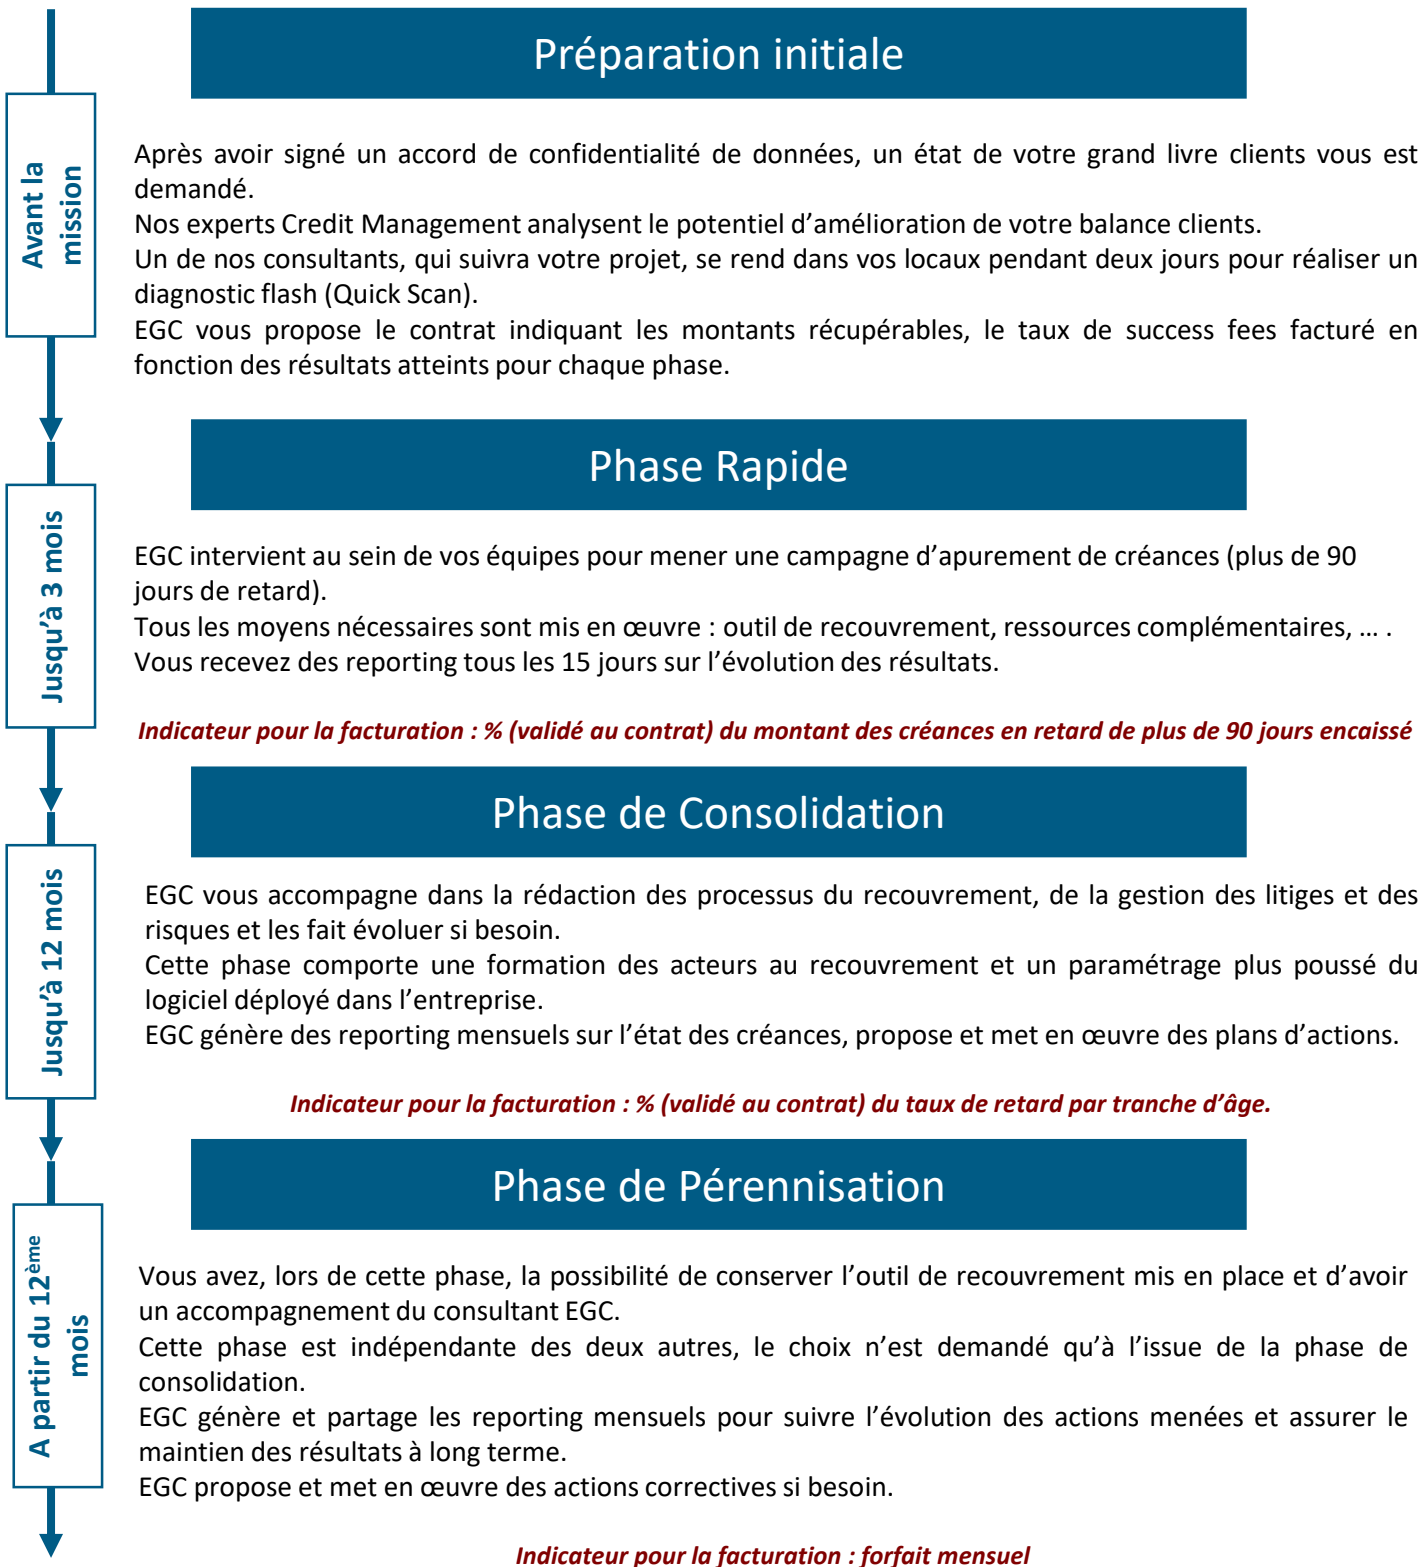 Préparation initiale
Avant la
mission
Après avoir signé un accord de confidentialité de données, un état de votre grand livre clients vous est
demandé.
Nos experts Credit Management analysent le potentiel d’amélioration de votre balance clients.
Un de nos consultants, qui suivra votre projet, se rend dans vos locaux pendant deux jours pour réaliser un
diagnostic flash (Quick Scan).
EGC vous propose le contrat indiquant les montants récupérables, le taux de success fees facturé en
fonction des résultats atteints pour chaque phase.
Phase Rapide
Jusqu’à 3 mois
EGC intervient au sein de vos équipes pour mener une campagne d’apurement de créances (plus de 90
jours de retard).
Tous les moyens nécessaires sont mis en œuvre : outil de recouvrement, ressources complémentaires, … .
Vous recevez des reporting tous les 15 jours sur l’évolution des résultats.
Indicateur pour la facturation : % (validé au contrat) du montant des créances en retard de plus de 90 jours encaissé
Phase de Consolidation
Jusqu’à 12 mois
EGC vous accompagne dans la rédaction des processus du recouvrement, de la gestion des litiges et des
risques et les fait évoluer si besoin.
Cette phase comporte une formation des acteurs au recouvrement et un paramétrage plus poussé du
logiciel déployé dans l’entreprise.
EGC génère des reporting mensuels sur l’état des créances, propose et met en œuvre des plans d’actions.
Indicateur pour la facturation : % (validé au contrat) du taux de retard par tranche d’âge.
Phase de Pérennisation
A partir du 12ème
mois
Vous avez, lors de cette phase, la possibilité de conserver l’outil de recouvrement mis en place et d’avoir
un accompagnement du consultant EGC.
Cette phase est indépendante des deux autres, le choix n’est demandé qu’à l’issue de la phase de
consolidation.
EGC génère et partage les reporting mensuels pour suivre l’évolution des actions menées et assurer le
maintien des résultats à long terme.
EGC propose et met en œuvre des actions correctives si besoin.
Indicateur pour la facturation : forfait mensuel